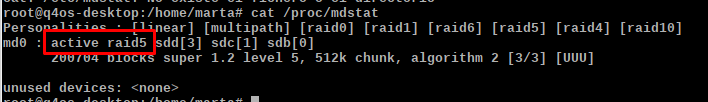 root@q4os-desktop:/home/marta# cat /proc/mdstat
Personalities : [linear] [multipath] [raid0] [raid1] [raid6] [raid5] [raid4] [raid10]
md0 : active raid5 sdd[3] sdc[1] sdb[0]
200704 blocks super 1.2 level 5, 512k chunk, algorithm 2 [3/3] [UUU]
unused devices: <none>
root@q4os-desktop:/home/marta#